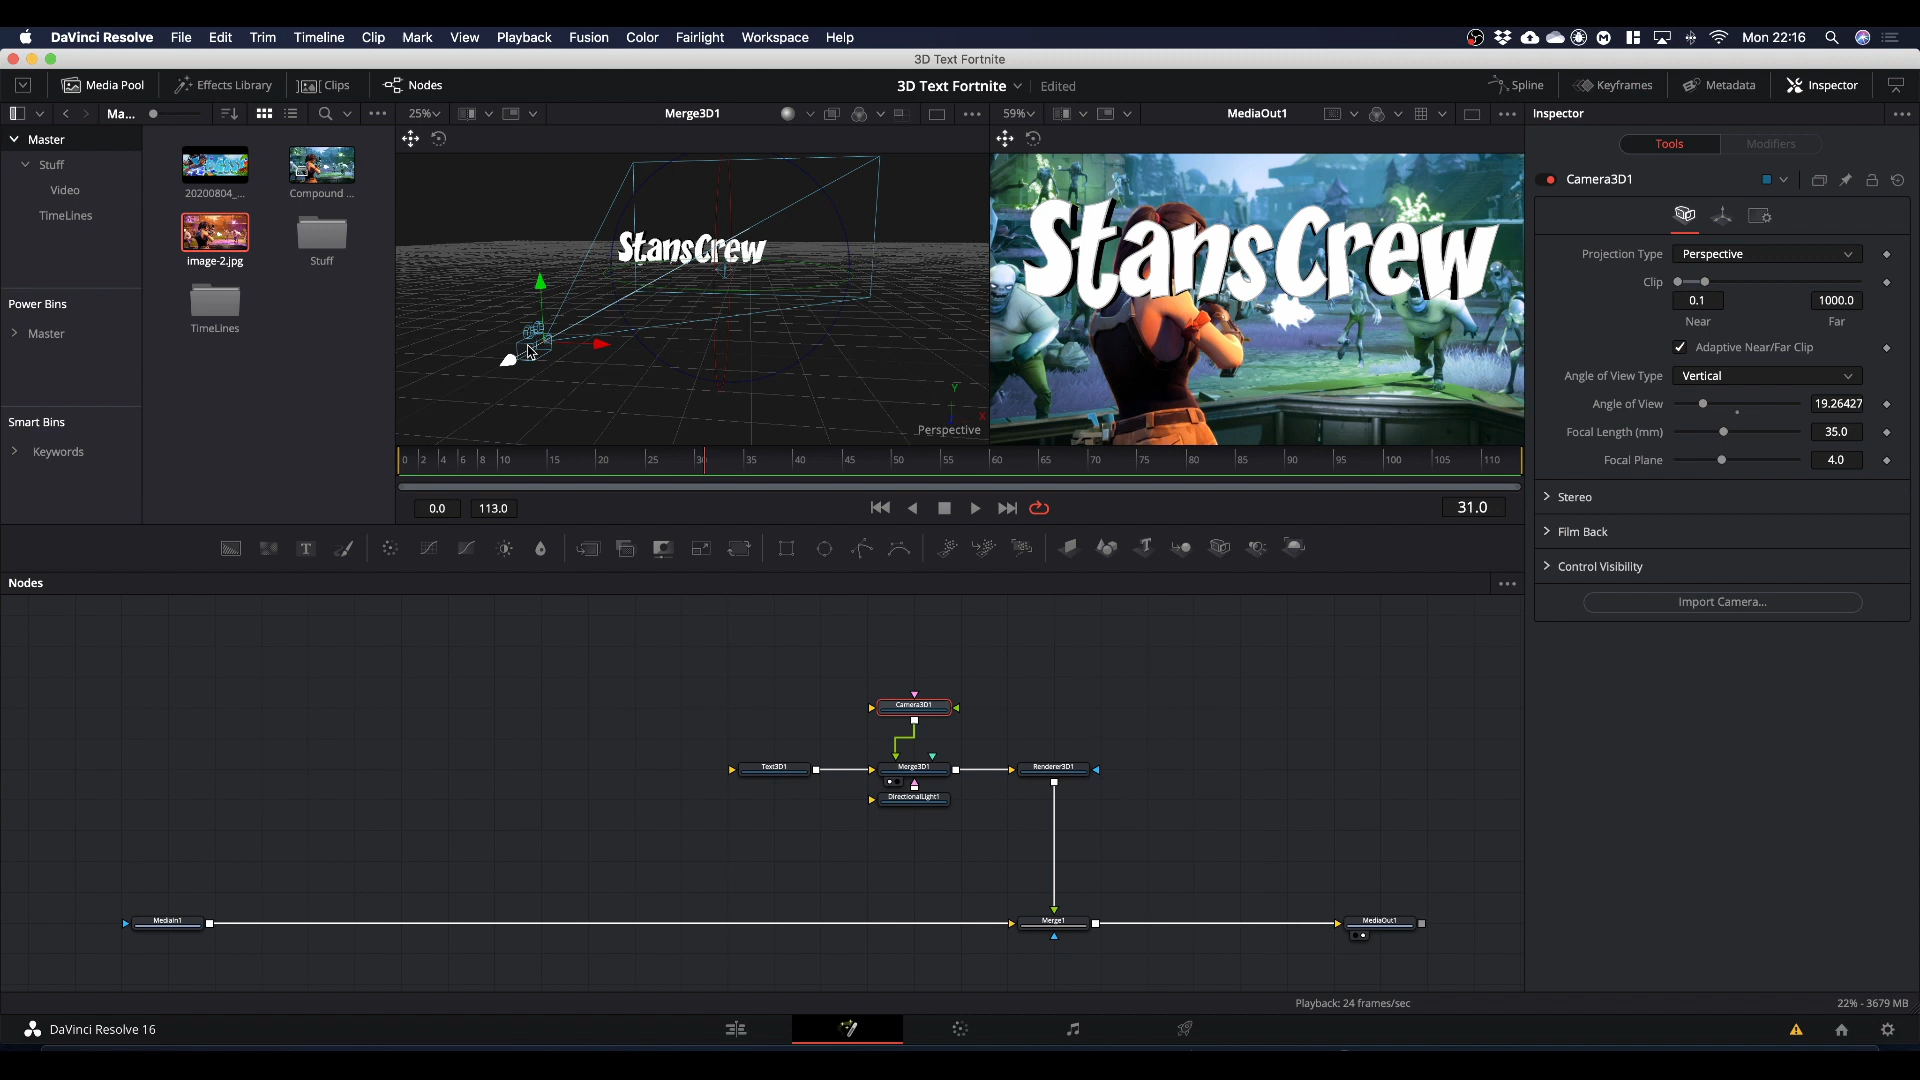 DaVinci Resolve File Edit Trim Timeline Clip Mark View Playback Fusion Color Fairlight Workspace Help Mon 22:16
3D Text Fortnite
Media Pool Effects Library Clips Nodes 3D Text Fortnite Edited Spline Keyframes Metadata Inspector
Ma... 25% Merge3D1 59% MediaOut1 Inspector
Master
Stuff
Video
TimeLines
Power Bins
Master
Smart Bins
Keywords
20200804_...
Compound ...
image-2.jpg
Stuff
TimeLines
StansCrew
Y
X
Perspective
StansCrew
0 2 4 6 8 10 15 20 25 30 35 40 45 50 55 60 65 70 75 80 85 90 95 100 105 110
0.0 113.0 31.0
Tools Modifiers
Camera3D1
Projection Type Perspective
Clip
0.1 1000.0
Near Far
Adaptive Near/Far Clip
Angle of View Type Vertical
Angle of View 19.26427
Focal Length (mm) 35.0
Focal Plane 4.0
Stereo
Film Back
Control Visibility
Import Camera...
T T
Nodes
Camera3D1
Text3D1 Merge3D1 Renderer3D1
DirectionalLight1
MediaIn1 Merge1 MediaOut1
Playback: 24 frames/sec 22% - 3679 MB
DaVinci Resolve 16